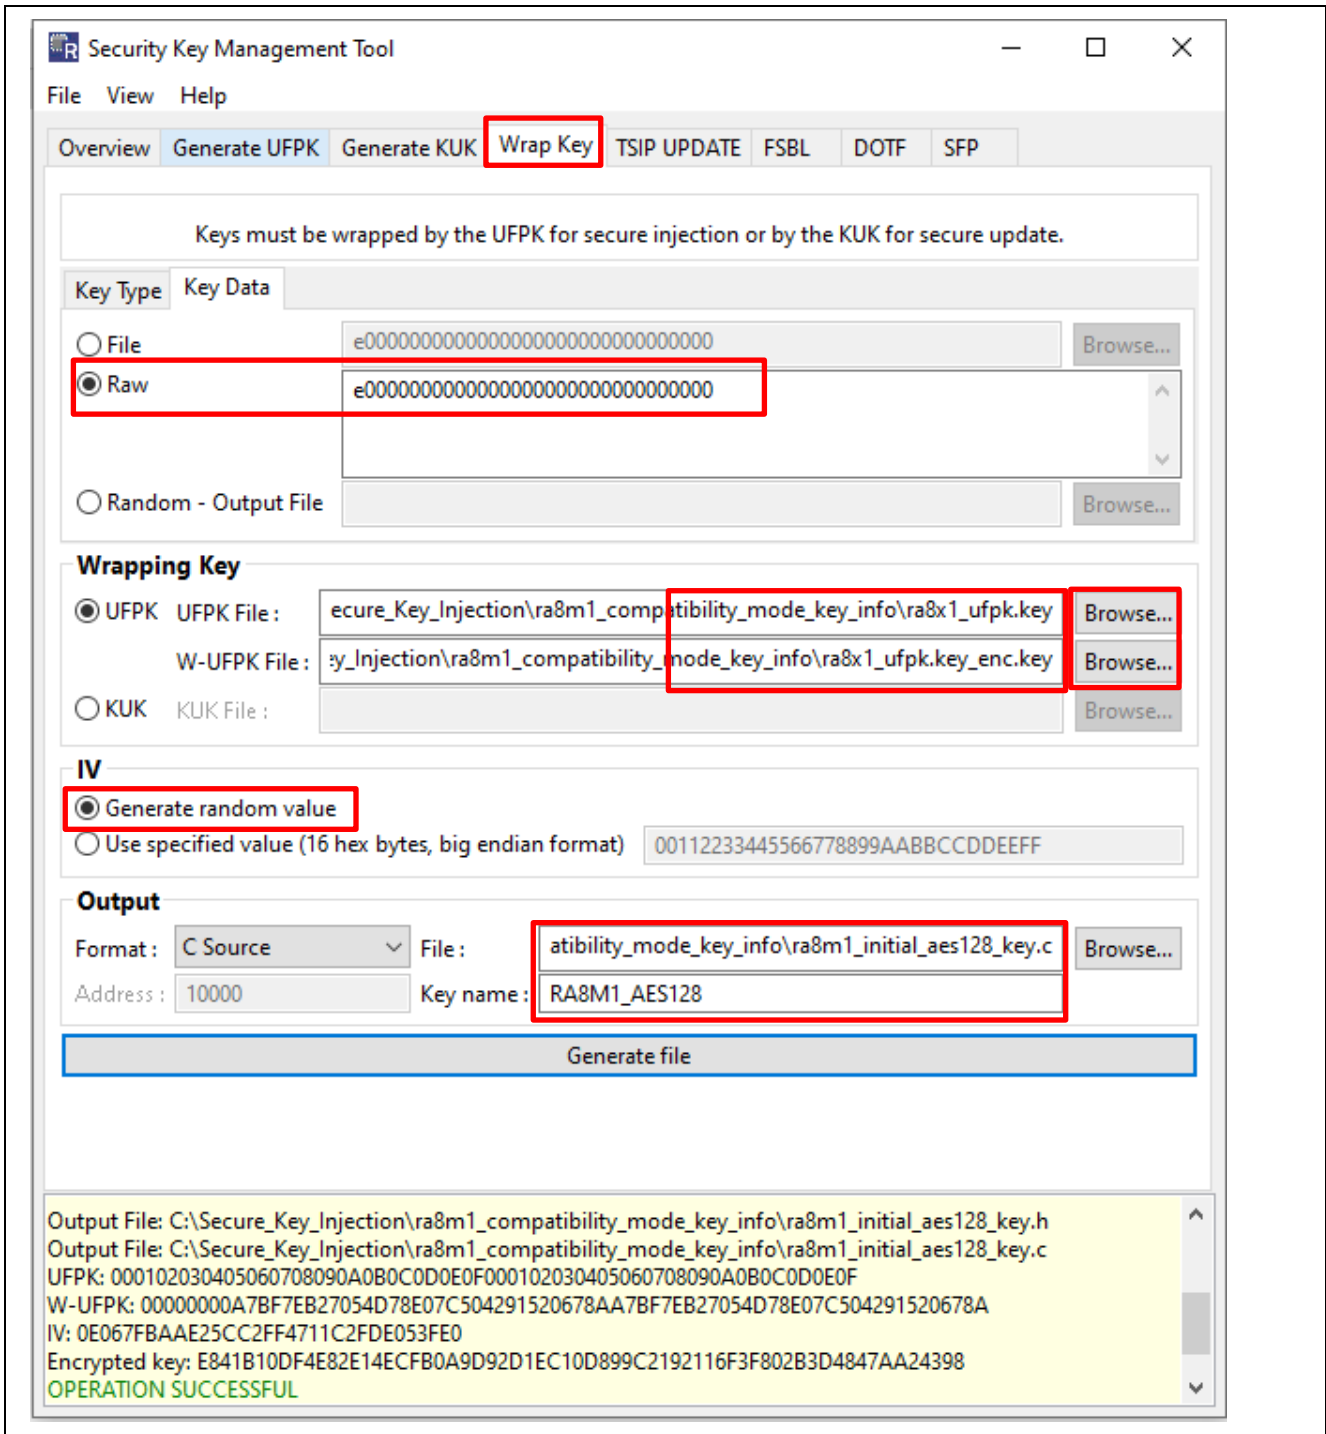 Security Key Management Tool
File View Help
Overview Generate UFPK Generate KUK Wrap Key TSIP UPDATE FSBL DOTF SFP
Keys must be wrapped by the UFPK for secure injection or by the KUK for secure update.
Key Type Key Data
File e0000000000000000000000000000000 Browse...
Raw e0000000000000000000000000000000
Random - Output File Browse...
Wrapping Key
UFPK UFPK File : ecure_Key_Injection\ra8m1_compatibility_mode_key_info\ra8x1_ufpk.key Browse...
W-UFPK File : ey_Injection\ra8m1_compatibility_mode_key_info\ra8x1_ufpk.key_enc.key Browse...
KUK KUK File : Browse...
IV
Generate random value
Use specified value (16 hex bytes, big endian format) 00112233445566778899AABBCCDDEEFF
Output
Format : C Source File : atibility_mode_key_info\ra8m1_initial_aes128_key.c Browse...
Address : 10000 Key name : RA8M1_AES128
Generate file
Output File: C:\Secure_Key_Injection\ra8m1_compatibility_mode_key_info\ra8m1_initial_aes128_key.h
Output File: C:\Secure_Key_Injection\ra8m1_compatibility_mode_key_info\ra8m1_initial_aes128_key.c
UFPK: 000102030405060708090A0B0C0D0E0F000102030405060708090A0B0C0D0E0F
W-UFPK: 00000000A7BF7EB27054D78E07C504291520678AA7BF7EB27054D78E07C504291520678A
IV: 0E067FBAAE25CC2FF4711C2FDE053FE0
Encrypted key: E841B10DF4E82E14ECFB0A9D92D1EC10D899C2192116F3F802B3D4847AA24398
OPERATION SUCCESSFUL